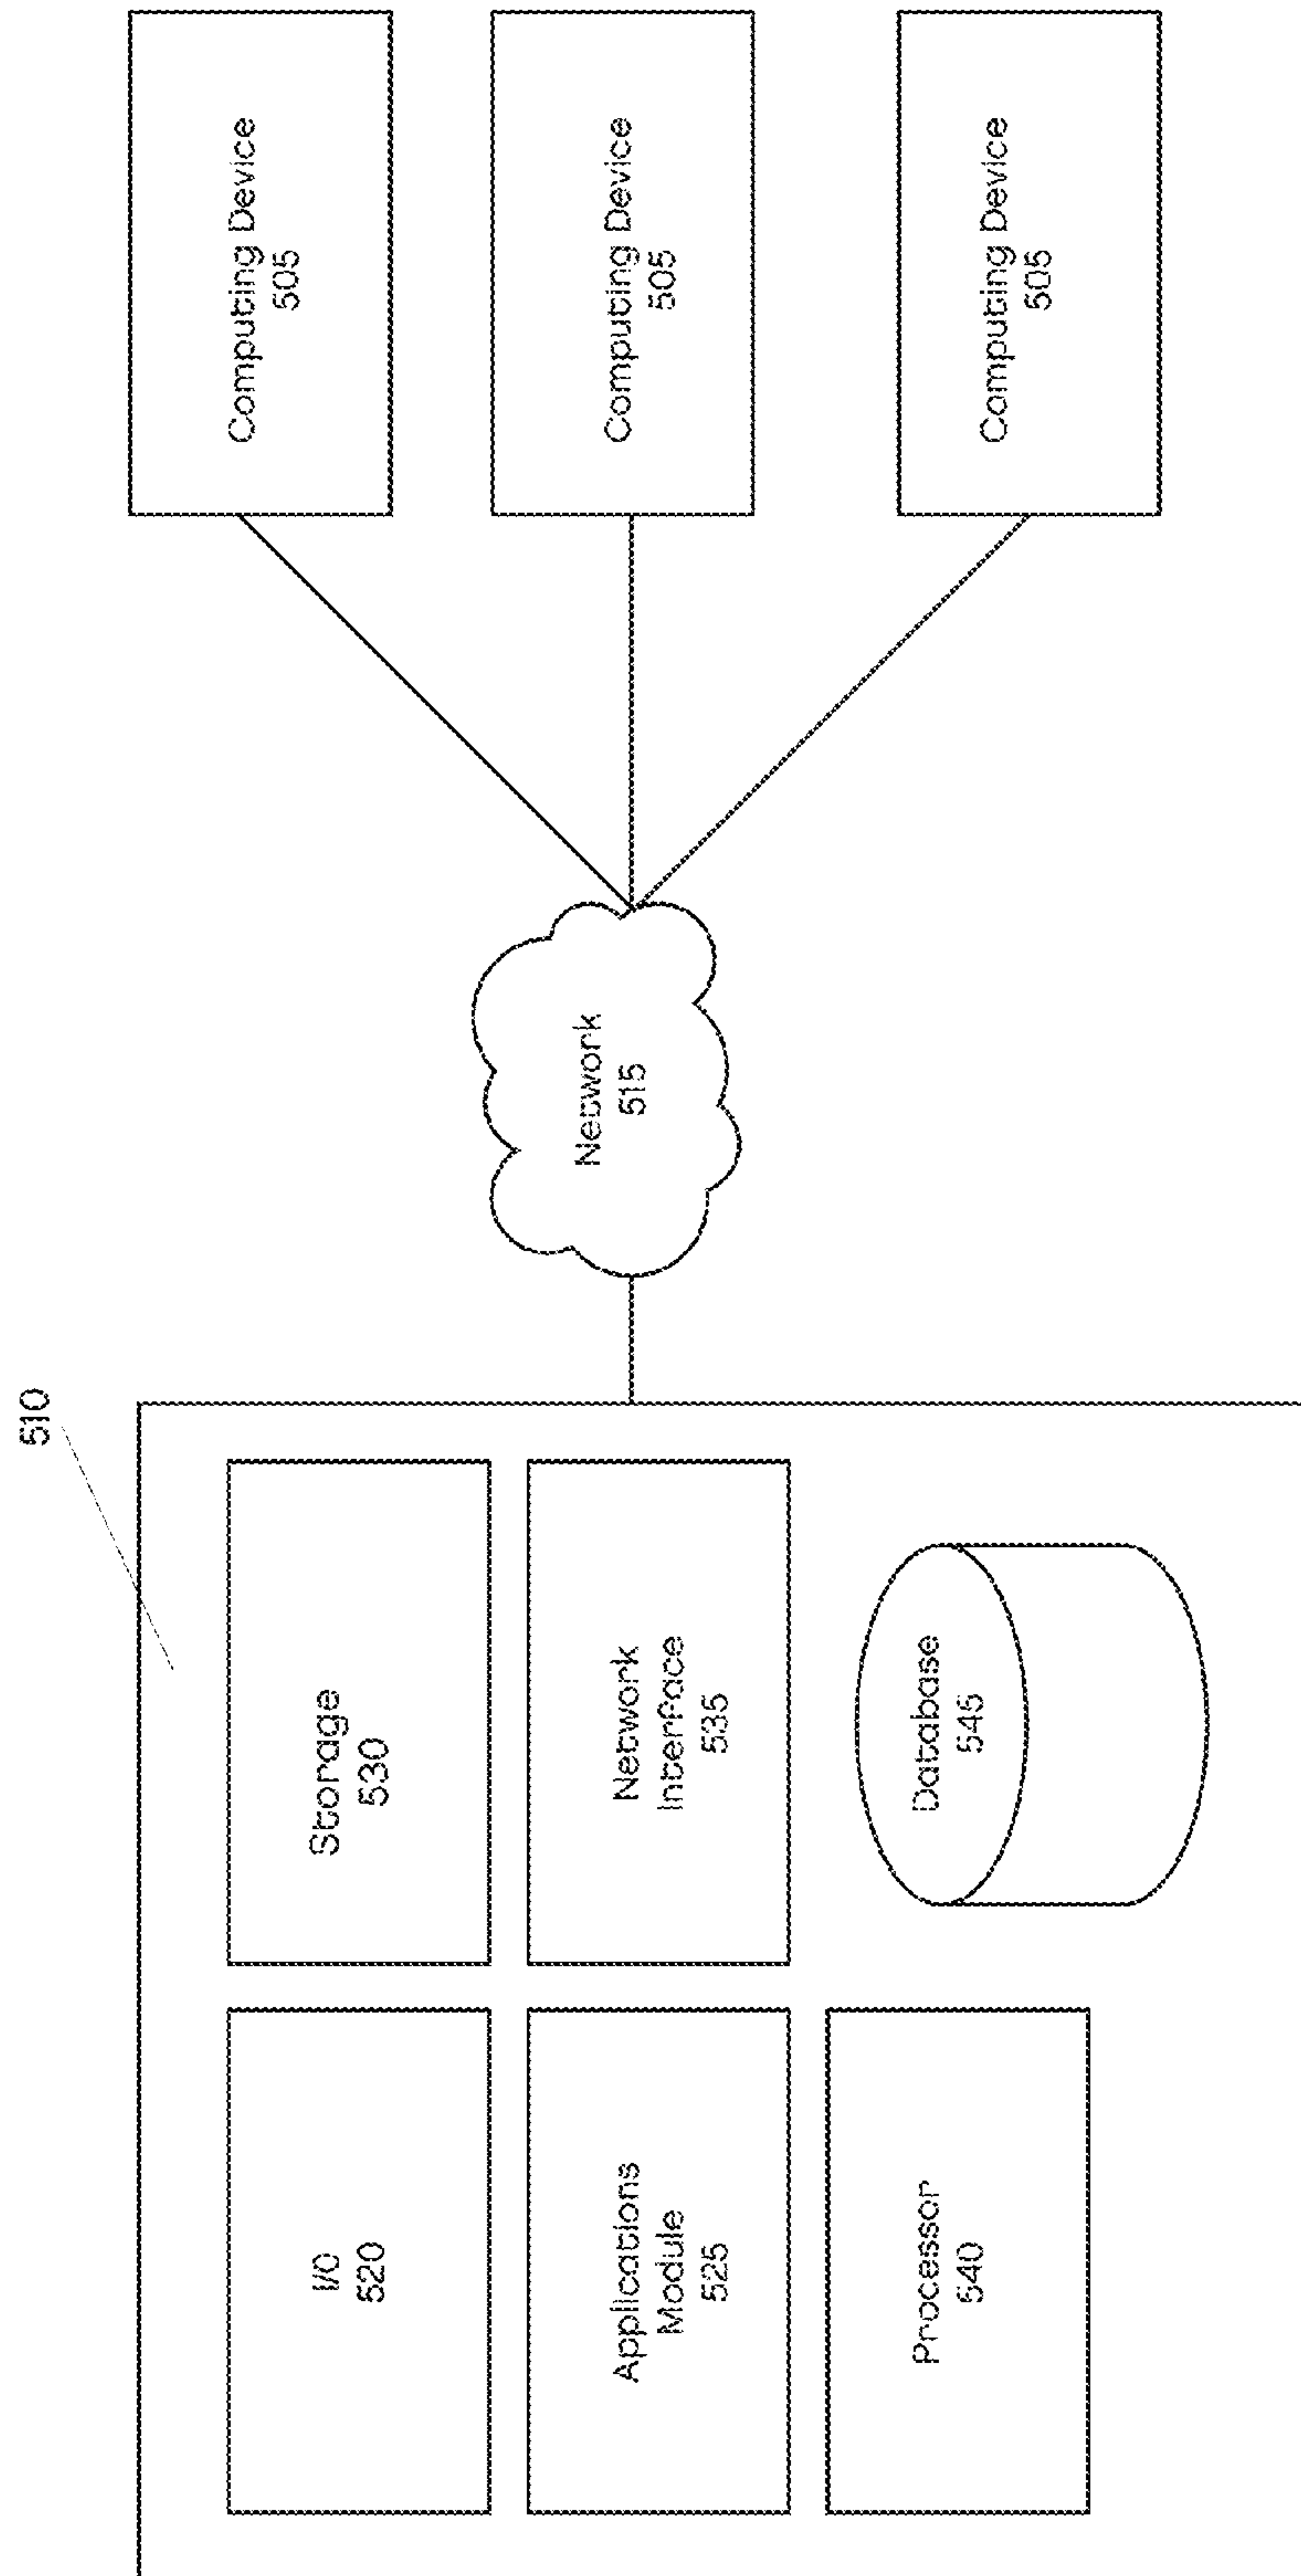 510
I/O
520
Storage
530
Applications
Module
525
Network
Interface
535
Processor
540
Database
545
Network
515
Computing Device
505
Computing Device
505
Computing Device
505